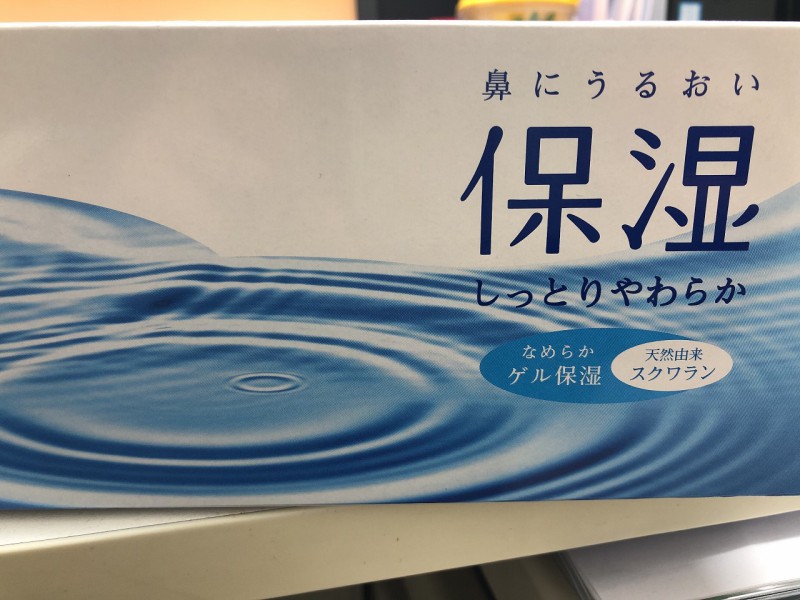 鼻にうるおい
保湿
しっとりやわらか
なめらか
ゲル保湿
天然由来
スクワラン